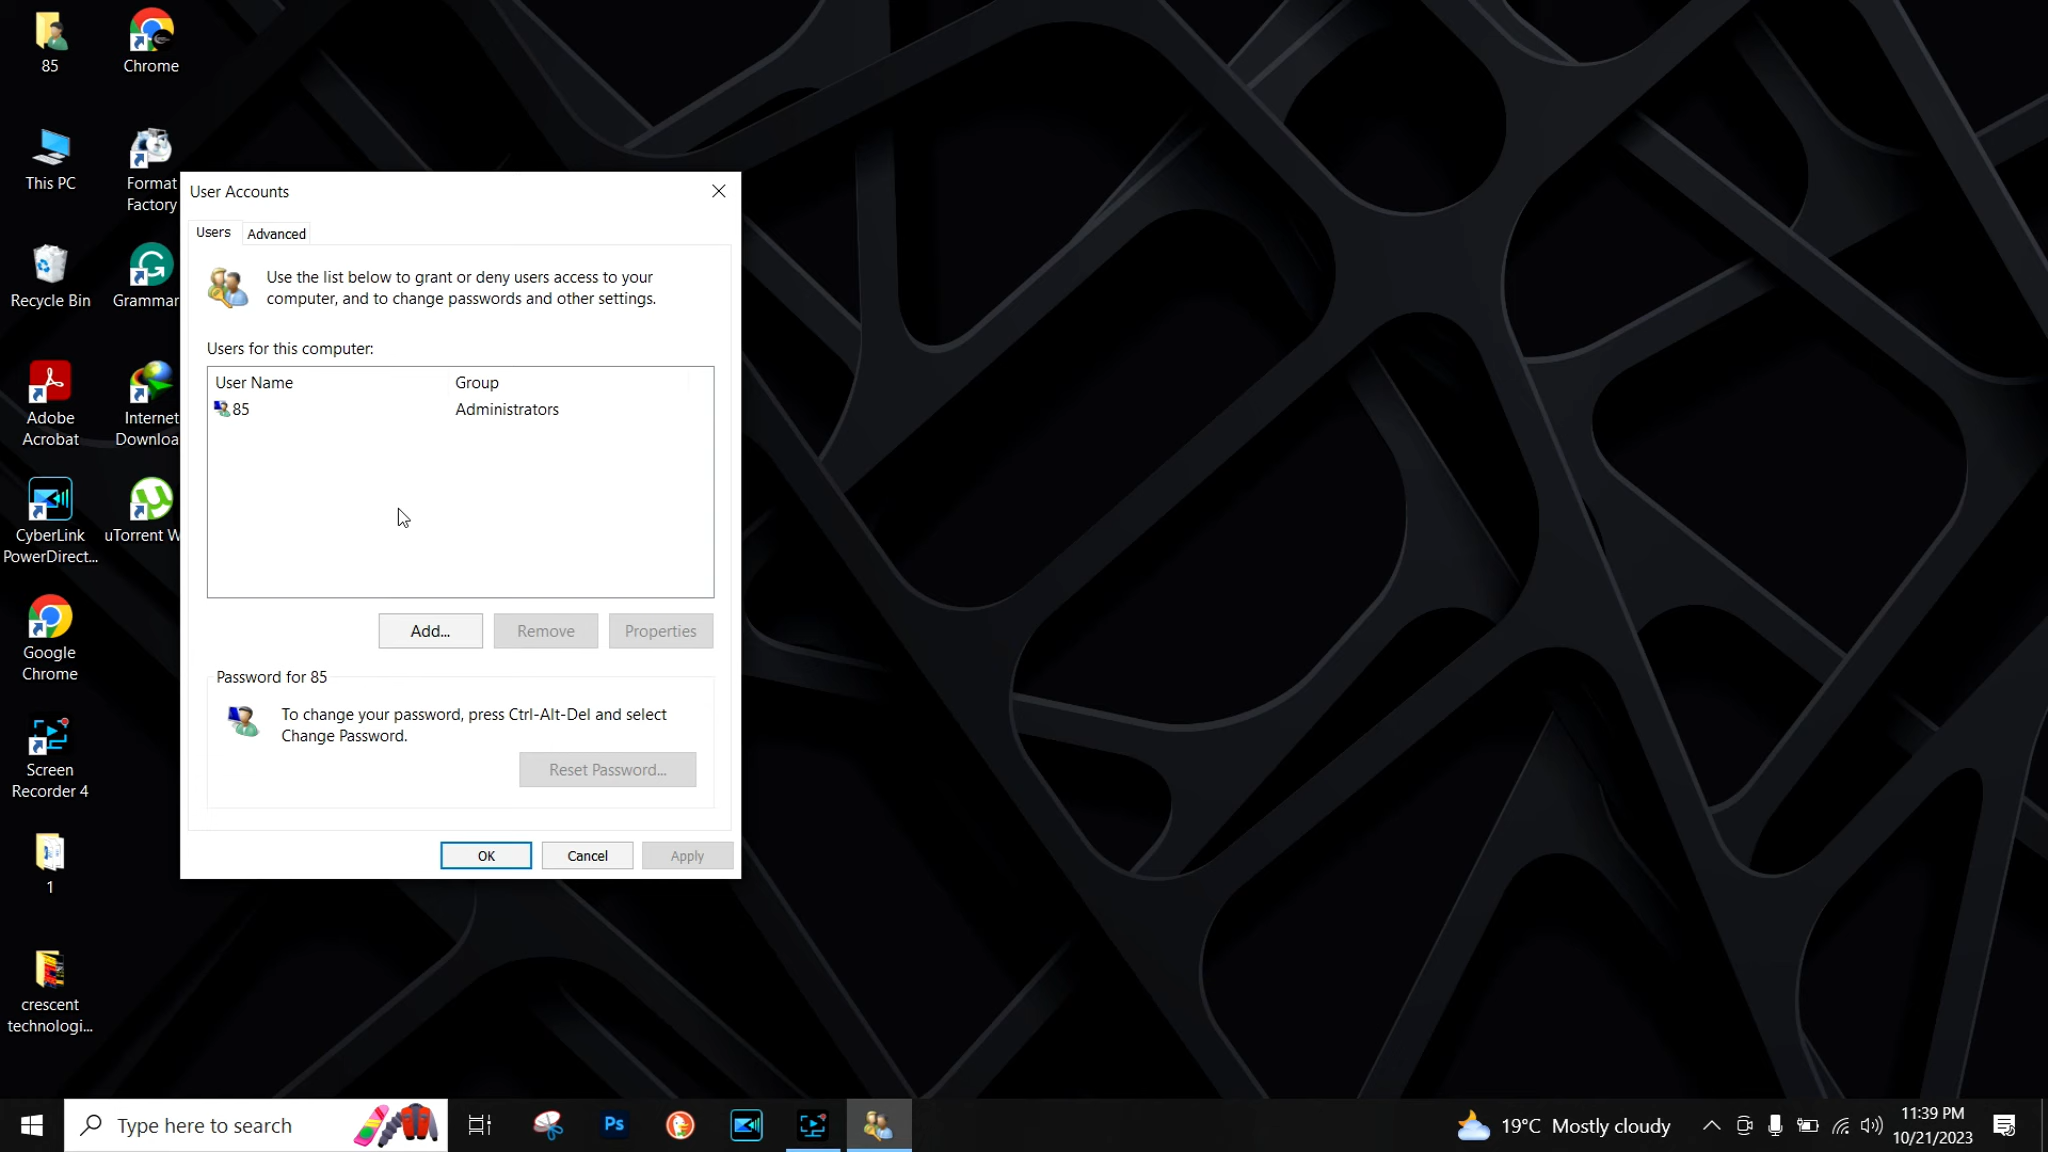 85
Chrome
This PC
Format
Factory
Recycle Bin
Grammar
Adobe
Acrobat
Internet
Downloa
CyberLink
PowerDirect...
uTorrent W
Google
Chrome
Screen
Recorder 4
1
crescent
technologi...
User Accounts
Users
Advanced
Use the list below to grant or deny users access to your
computer, and to change passwords and other settings.
Users for this computer:
User Name Group
85 Administrators
Add... Remove Properties
Password for 85
To change your password, press Ctrl-Alt-Del and select
Change Password.
Reset Password...
OK Cancel Apply
Type here to search
Ps
19°C Mostly cloudy
11:39 PM
10/21/2023